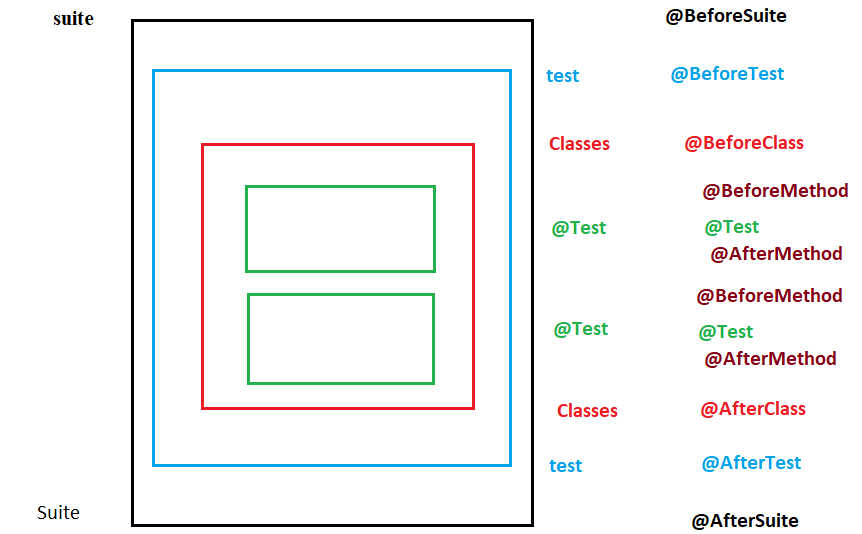 suite @BeforeSuite
test @BeforeTest
Classes @BeforeClass
@BeforeMethod
@Test @Test
@AfterMethod
@BeforeMethod
@Test @Test
@AfterMethod
Classes @AfterClass
test @AfterTest
Suite @AfterSuite